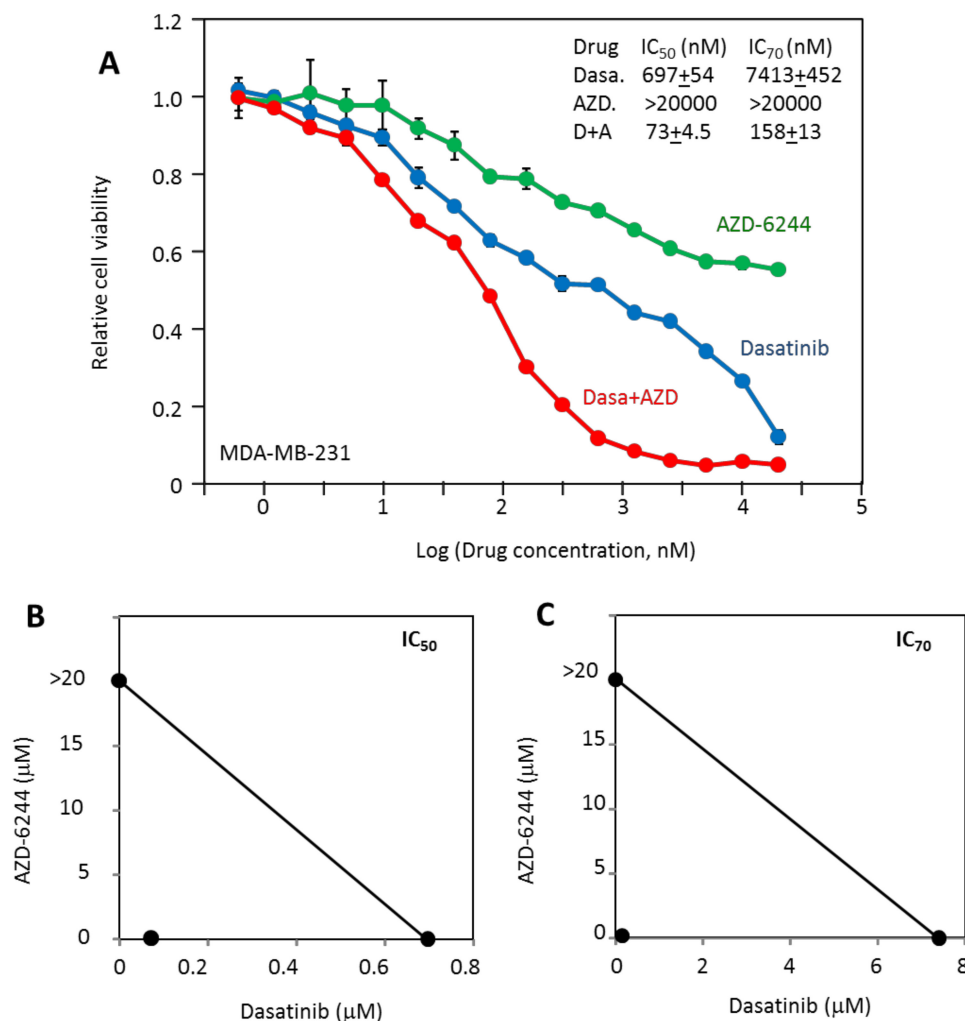 A
1.2
1.0
0.8
0.6
0.4
0.2
0
Relative cell viability
Drug IC50 (nM) IC70 (nM)
Dasa. 697±54 7413±452
AZD. >20000 >20000
D+A 73±4.5 158±13
AZD-6244
Dasatinib
Dasa+AZD
MDA-MB-231
0 1 2 3 4 5
Log (Drug concentration, nM)
B
IC50
>20
15
10
5
0
AZD-6244 (μM)
0 0.2 0.4 0.6 0.8
Dasatinib (μM)
C
IC70
>20
15
10
5
0
AZD-6244 (μM)
0 2 4 6 8
Dasatinib (μM)